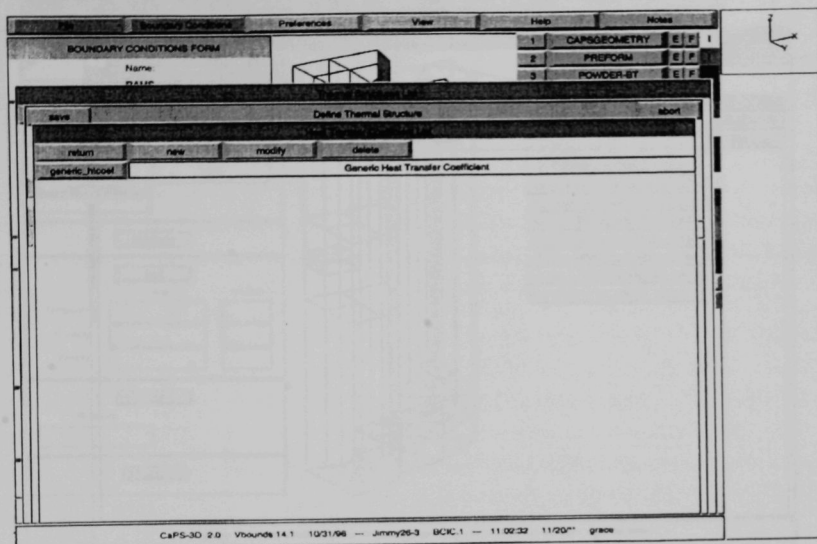 File Boundary Conditions Preferences View Help Notes
BOUNDARY CONDITIONS FORM
Name:
1 CAPSGEOMETRY E F
2 PREFORM E F
3 POWDER-BT E F
save Define Thermal Structure abort
return new modify delete
generic_htcoef Generic Heat Transfer Coefficient
CaPS-3D 2.0 Vbounds 14.1 10/31/96 --- Jimmy26-3 BCIC.1 --- 11:02:32 11/20/** grace
Z
X
Y